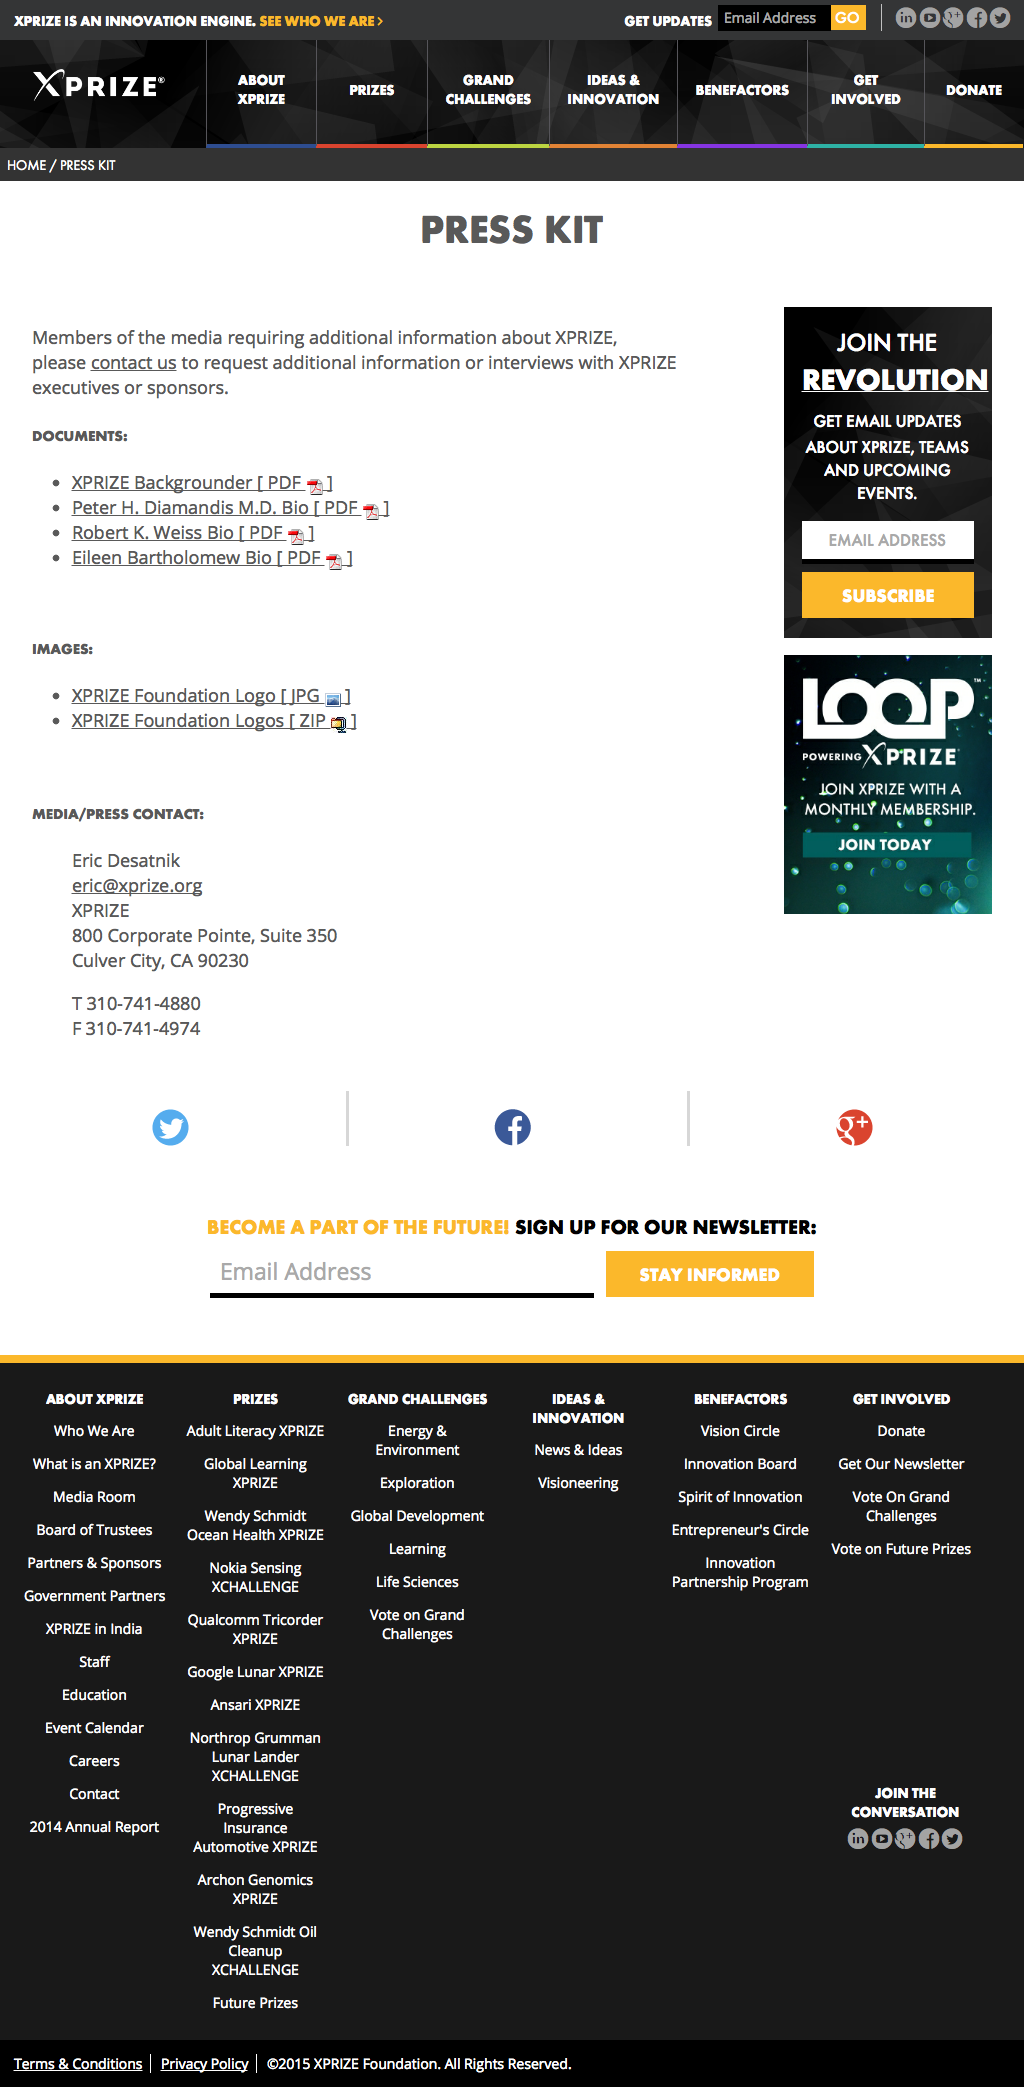 XPRIZE IS AN INNOVATION ENGINE. SEE WHO WE ARE >
GET UPDATES Email Address GO
XPRIZE®
ABOUT
XPRIZE
PRIZES
GRAND
CHALLENGES
IDEAS &
INNOVATION
BENEFACTORS
GET
INVOLVED
DONATE
HOME / PRESS KIT
PRESS KIT
Members of the media requiring additional information about XPRIZE,
please contact us to request additional information or interviews with XPRIZE
executives or sponsors.
DOCUMENTS:
• XPRIZE Backgrounder [ PDF ]
• Peter H. Diamandis M.D. Bio [ PDF ]
• Robert K. Weiss Bio [ PDF ]
• Eileen Bartholomew Bio [ PDF ]
IMAGES:
• XPRIZE Foundation Logo [ JPG ]
• XPRIZE Foundation Logos [ ZIP ]
MEDIA/PRESS CONTACT:
Eric Desatnik
eric@xprize.org
XPRIZE
800 Corporate Pointe, Suite 350
Culver City, CA 90230
T 310-741-4880
F 310-741-4974
JOIN THE
REVOLUTION
GET EMAIL UPDATES
ABOUT XPRIZE, TEAMS
AND UPCOMING
EVENTS.
EMAIL ADDRESS
SUBSCRIBE
LOOP™
POWERING XPRIZE
JOIN XPRIZE WITH A
MONTHLY MEMBERSHIP.
JOIN TODAY
BECOME A PART OF THE FUTURE! SIGN UP FOR OUR NEWSLETTER:
Email Address
STAY INFORMED
ABOUT XPRIZE
Who We Are
What is an XPRIZE?
Media Room
Board of Trustees
Partners & Sponsors
Government Partners
XPRIZE in India
Staff
Education
Event Calendar
Careers
Contact
2014 Annual Report
PRIZES
Adult Literacy XPRIZE
Global Learning
XPRIZE
Wendy Schmidt
Ocean Health XPRIZE
Nokia Sensing
XCHALLENGE
Qualcomm Tricorder
XPRIZE
Google Lunar XPRIZE
Ansari XPRIZE
Northrop Grumman
Lunar Lander
XCHALLENGE
Progressive
Insurance
Automotive XPRIZE
Archon Genomics
XPRIZE
Wendy Schmidt Oil
Cleanup
XCHALLENGE
Future Prizes
GRAND CHALLENGES
Energy &
Environment
Exploration
Global Development
Learning
Life Sciences
Vote on Grand
Challenges
IDEAS &
INNOVATION
News & Ideas
Visioneering
BENEFACTORS
Vision Circle
Innovation Board
Spirit of Innovation
Entrepreneur's Circle
Innovation
Partnership Program
GET INVOLVED
Donate
Get Our Newsletter
Vote On Grand
Challenges
Vote on Future Prizes
JOIN THE
CONVERSATION
Terms & Conditions | Privacy Policy | ©2015 XPRIZE Foundation. All Rights Reserved.